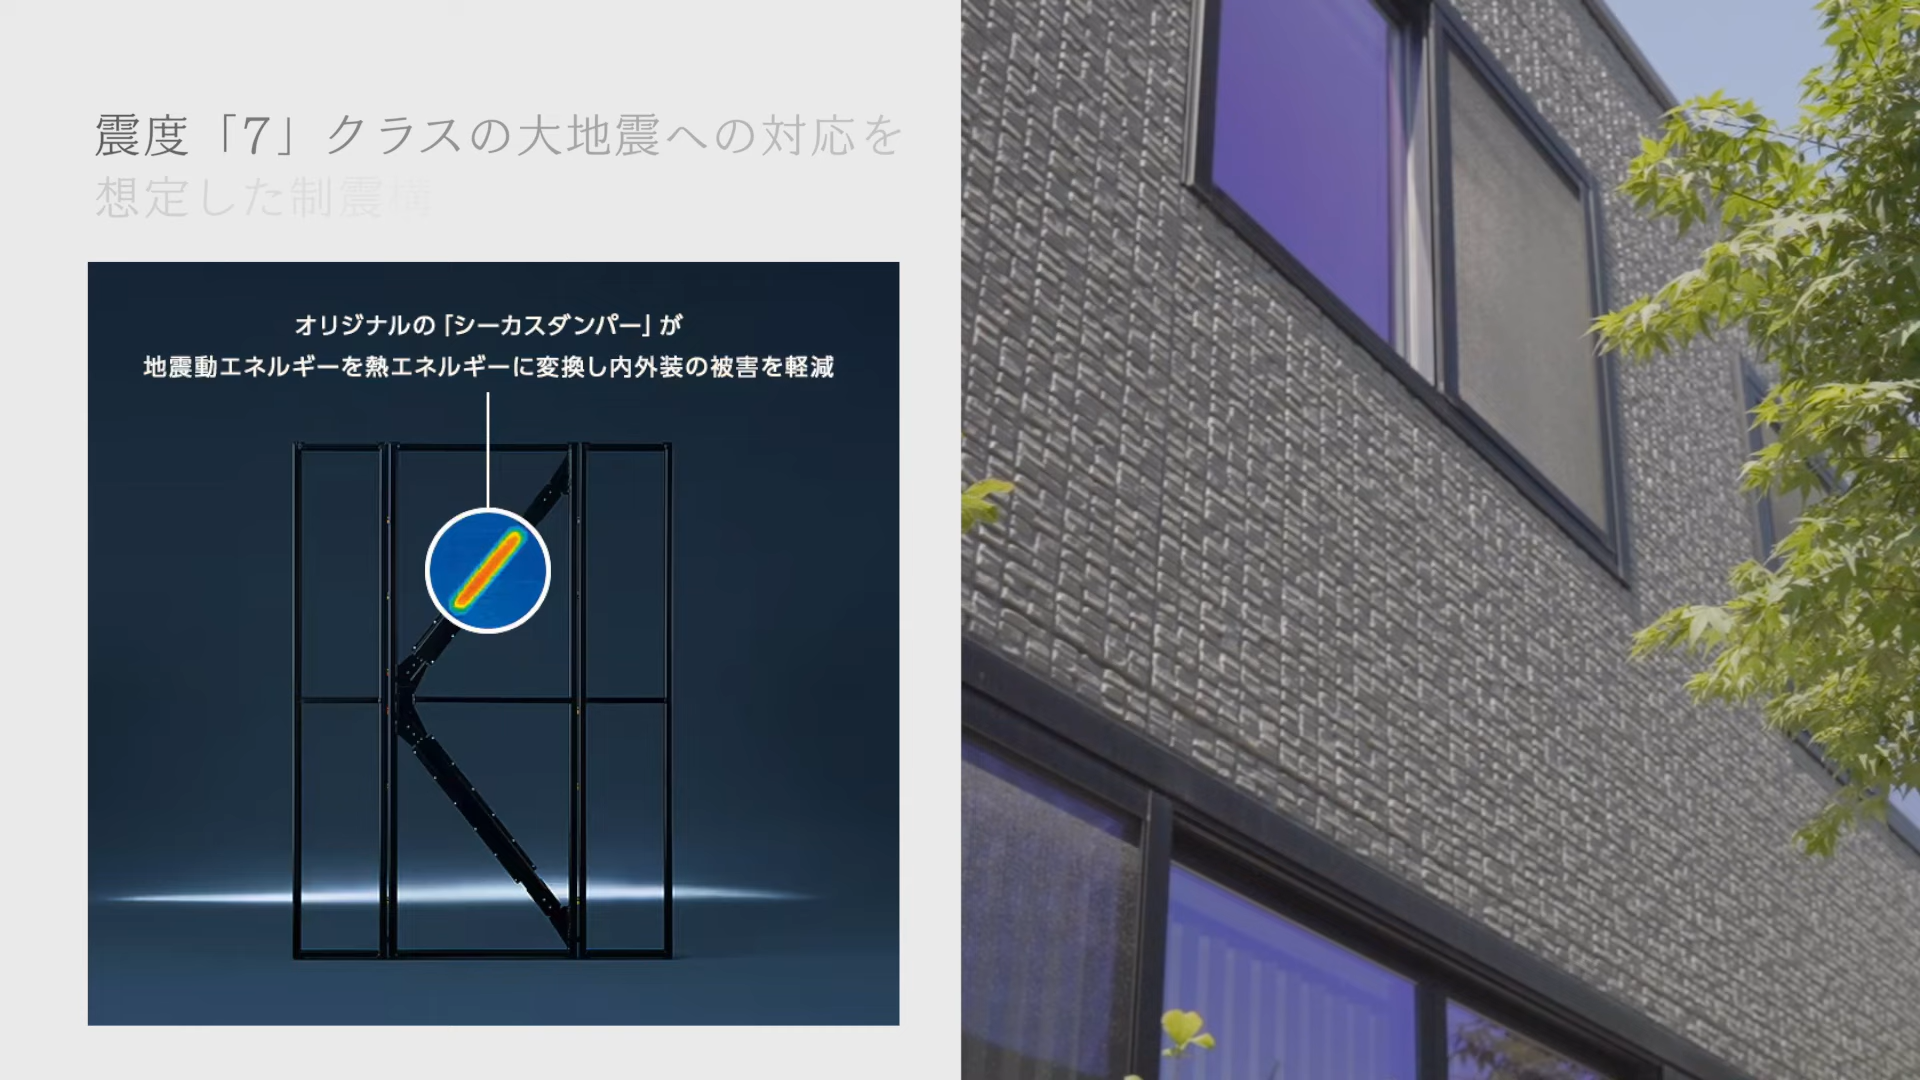 震度「7」クラスの大地震への対応を
想定した制震構
オリジナルの「シーカスダンパー」が
地震動エネルギーを熱エネルギーに変換し内外装の被害を軽減